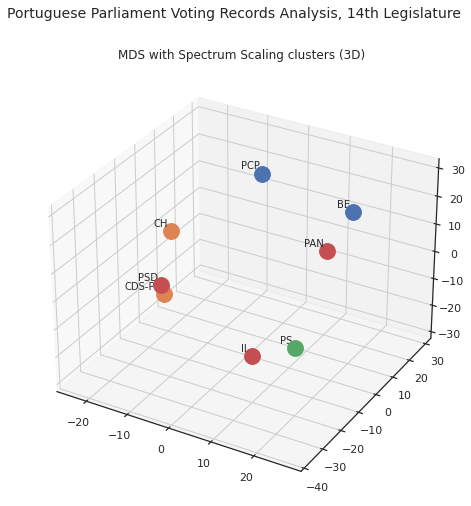 Portuguese Parliament Voting Records Analysis, 14th Legislature
MDS with Spectrum Scaling clusters (3D)
PCP
BE
CH
PAN
PSD
CDS-P
IL
PS
30
20
10
0
−10
−20
−30
30
20
10
0
−10
−20
−30
−40
−20
−10
0
10
20